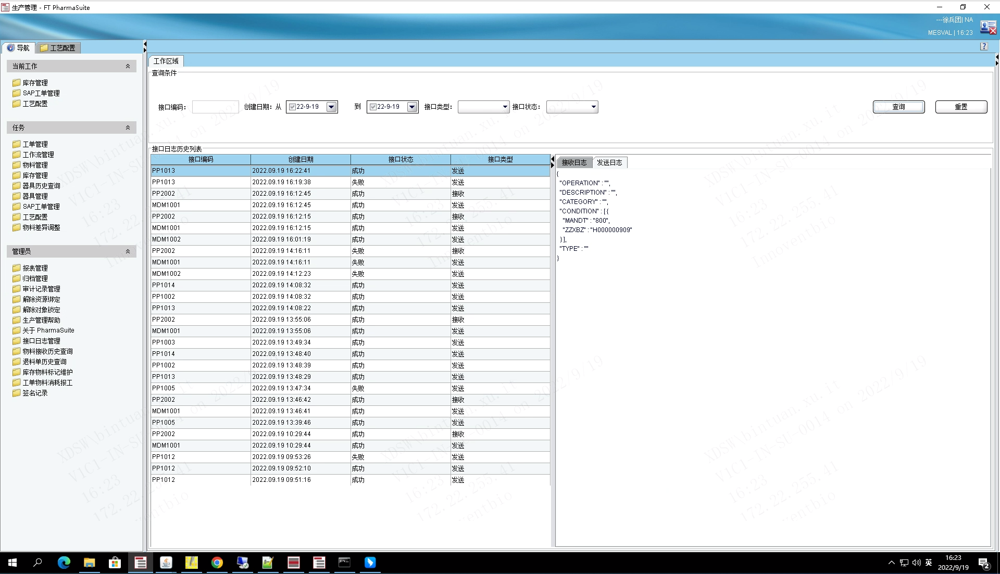 生产管理 - FT PharmaSuite
---徐兵团| NA
MESVAL | 16:23
导航 工艺配置
当前工作
库存管理
SAP工单管理
工艺配置
任务
工单管理
工作流管理
物料管理
库存管理
器具历史查询
器具管理
SAP工单管理
工艺配置
物料差异调整
管理员
报表管理
归档管理
审计记录管理
解除资源绑定
解除对象锁定
生产管理帮助
关于 PharmaSuite
接口日志管理
物料接收历史查询
退料单历史查询
库存物料标记维护
工单物料消耗报工
签名记录
工作区域
查询条件
接口编码： 创建日期：从 22-9-19 到 22-9-19 接口类型： 接口状态： 查询 重置
接口日志历史列表
接口编码 创建日期 接口状态 接口类型
PP1013 2022.09.19 16:22:41 成功 发送
PP1013 2022.09.19 16:19:38 失败 发送
PP2002 2022.09.19 16:12:45 成功 接收
MDM1001 2022.09.19 16:12:45 成功 发送
PP2002 2022.09.19 16:12:15 成功 接收
MDM1001 2022.09.19 16:12:15 成功 发送
MDM1002 2022.09.19 16:01:19 成功 发送
PP2002 2022.09.19 14:16:11 失败 接收
MDM1001 2022.09.19 14:16:11 失败 发送
MDM1002 2022.09.19 14:12:23 失败 发送
PP1014 2022.09.19 14:08:32 成功 发送
PP1002 2022.09.19 14:08:32 成功 发送
PP1013 2022.09.19 14:08:22 成功 发送
PP2002 2022.09.19 13:55:06 成功 接收
MDM1001 2022.09.19 13:55:06 成功 发送
PP1003 2022.09.19 13:49:34 成功 发送
PP1014 2022.09.19 13:48:40 成功 发送
PP1002 2022.09.19 13:48:39 成功 发送
PP1013 2022.09.19 13:48:29 成功 发送
PP1005 2022.09.19 13:47:34 失败 发送
PP2002 2022.09.19 13:46:42 成功 接收
MDM1001 2022.09.19 13:46:41 成功 发送
PP1005 2022.09.19 13:39:46 成功 发送
PP2002 2022.09.19 10:29:44 成功 接收
MDM1001 2022.09.19 10:29:44 成功 发送
PP1012 2022.09.19 09:53:26 失败 发送
PP1012 2022.09.19 09:52:10 成功 发送
PP1012 2022.09.19 09:51:16 成功 发送
接收日志 发送日志
{
"OPERATION" : "",
"DESCRIPTION" : "",
"CATEGORY" : "",
"CONDITION" : [ {
"MANDT" : "800",
"ZZXBZ" : "H000000909"
} ],
"TYPE" : ""
}
XDSW\bintuan.xu.it
V1C1-IN-SU-0014 on 2022/9/19
16:23
172.22.255.41
Innoventbio
英
16:23
2022/9/19
2